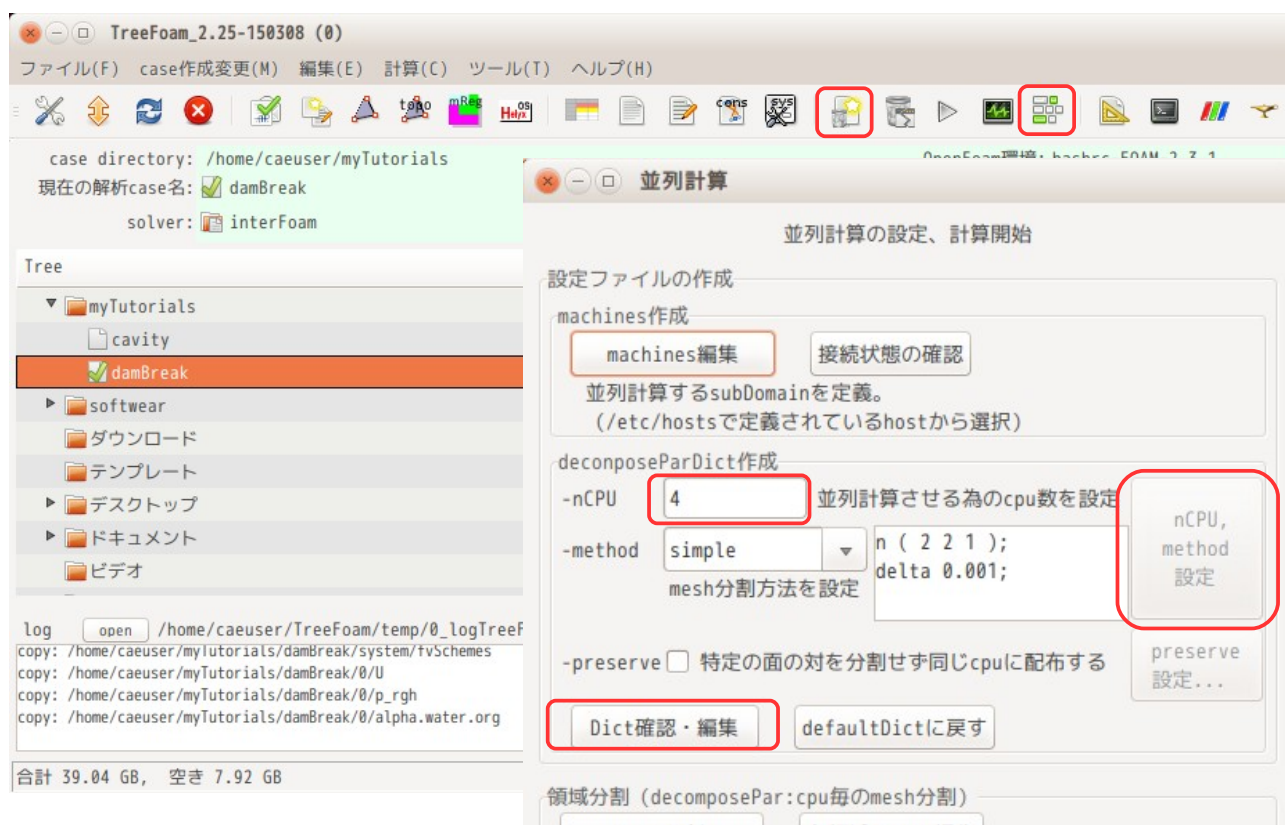 TreeFoam_2.25-150308 (0)
ファイル(F) case作成変更(M) 編集(E) 計算(C) ツール(T) ヘルプ(H)
topo mReg Helyx OS cons SYS
case directory: /home/caeuser/myTutorials
OpenFoam環境: bashrc-FOAM-2.3.1
現在の解析case名: damBreak
solver: interFoam
Tree
myTutorials
cavity
damBreak
softwear
ダウンロード
テンプレート
デスクトップ
ドキュメント
ビデオ
log open /home/caeuser/TreeFoam/temp/0_logTreeF
copy: /home/caeuser/myTutorials/damBreak/system/fvSchemes
copy: /home/caeuser/myTutorials/damBreak/0/U
copy: /home/caeuser/myTutorials/damBreak/0/p_rgh
copy: /home/caeuser/myTutorials/damBreak/0/alpha.water.org
合計 39.04 GB, 空き 7.92 GB
並列計算
並列計算の設定、計算開始
設定ファイルの作成
machines作成
machines編集 接続状態の確認
並列計算するsubDomainを定義。
(/etc/hostsで定義されているhostから選択)
deconposeParDict作成
-nCPU 4 並列計算させる為のcpu数を設定
-method simple
n ( 2 2 1 );
delta 0.001;
mesh分割方法を設定
nCPU,
method
設定
-preserve 特定の面の対を分割せず同じcpuに配布する
preserve
設定...
Dict確認・編集 defaultDictに戻す
領域分割 (decomposePar:cpu毎のmesh分割)